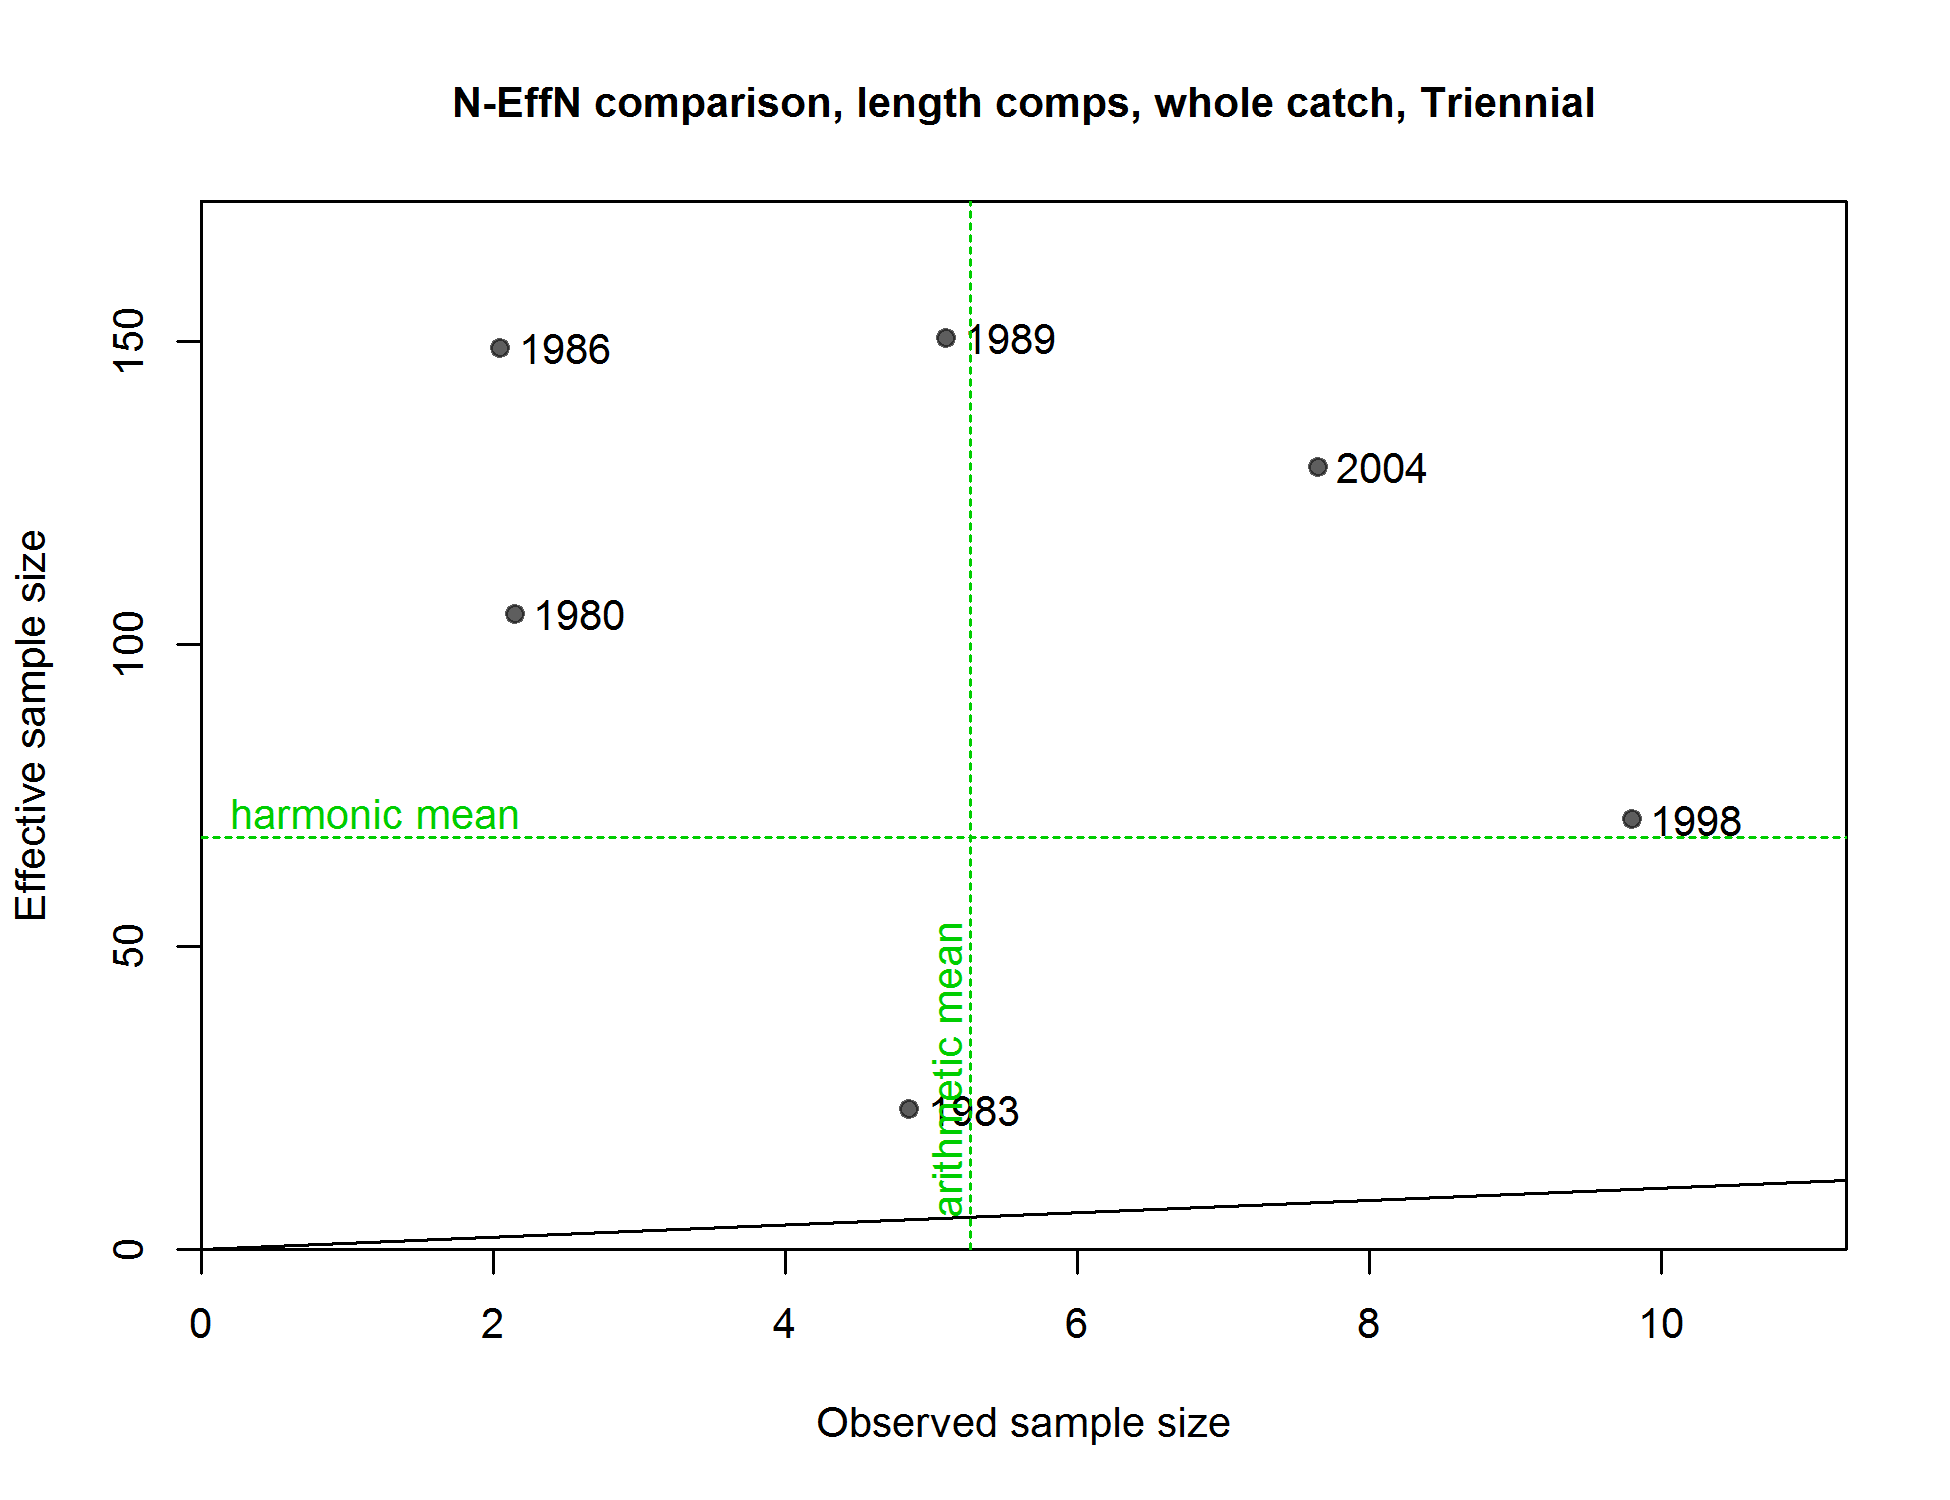 N-EffN comparison, length comps, whole catch, Triennial
Effective sample size
150
100
50
0
1986
1989
2004
1980
harmonic mean
1998
arithmetic mean
1983
0 2 4 6 8 10
Observed sample size